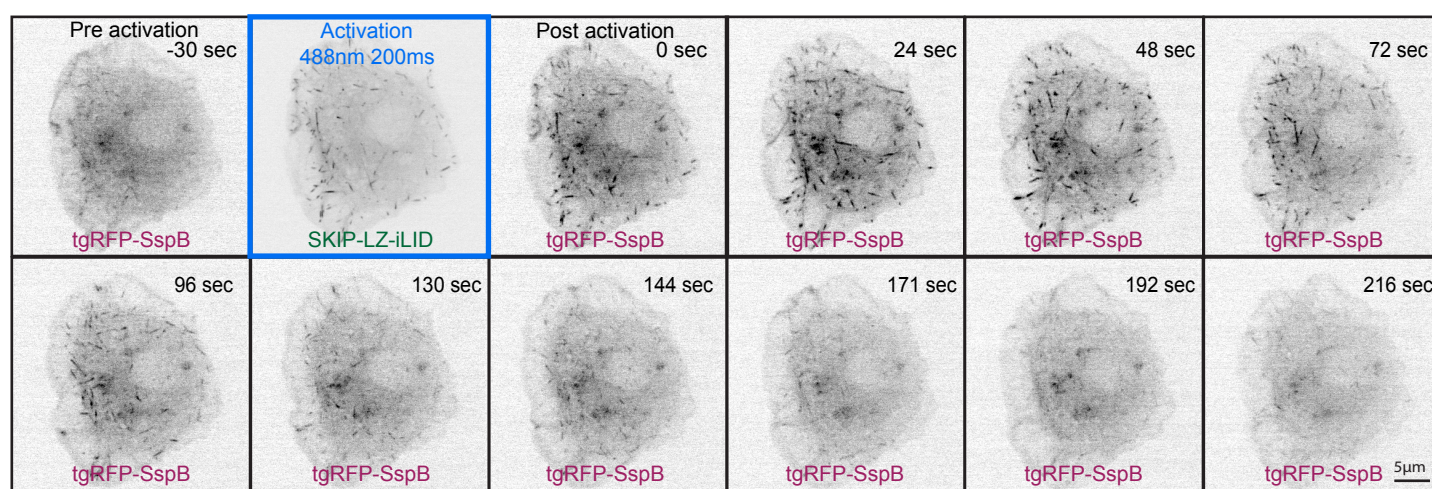 Pre activation
-30 sec
tgRFP-SspB
Activation
488nm 200ms
SKIP-LZ-iLID
Post activation
0 sec
tgRFP-SspB
24 sec
tgRFP-SspB
48 sec
tgRFP-SspB
72 sec
tgRFP-SspB
96 sec
tgRFP-SspB
130 sec
tgRFP-SspB
144 sec
tgRFP-SspB
171 sec
tgRFP-SspB
192 sec
tgRFP-SspB
216 sec
tgRFP-SspB
5µm